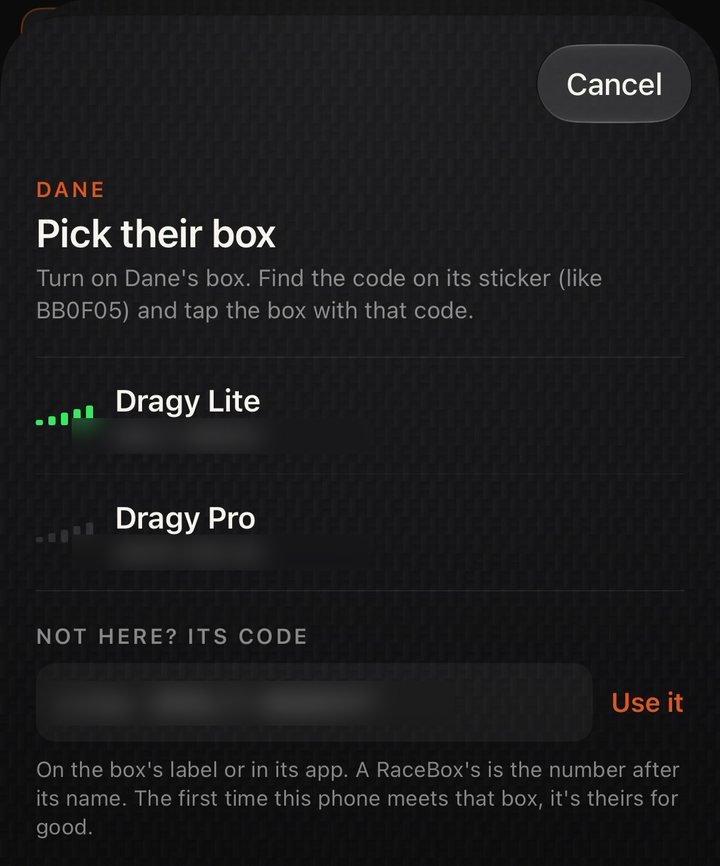 Cancel
DANE
Pick their box
Turn on Dane's box. Find the code on its sticker (like
BB0F05) and tap the box with that code.
Dragy Lite
Dragy Pro
NOT HERE? ITS CODE
Use it
On the box's label or in its app. A RaceBox's is the number after
its name. The first time this phone meets that box, it's theirs for
good.